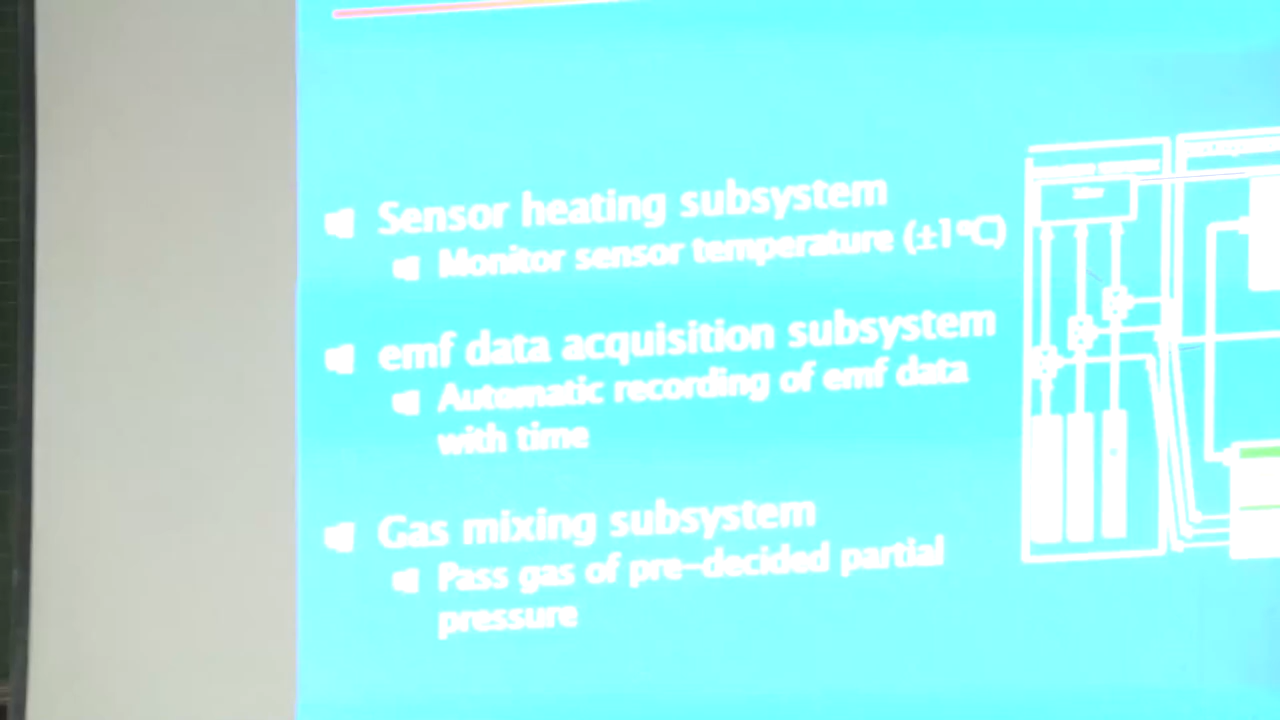 Sensor heating subsystem
Monitor sensor temperature (±1°C)
emf data acquisition subsystem
Automatic recording of emf data
with time
Gas mixing subsystem
Pass gas of pre-decided partial
pressure